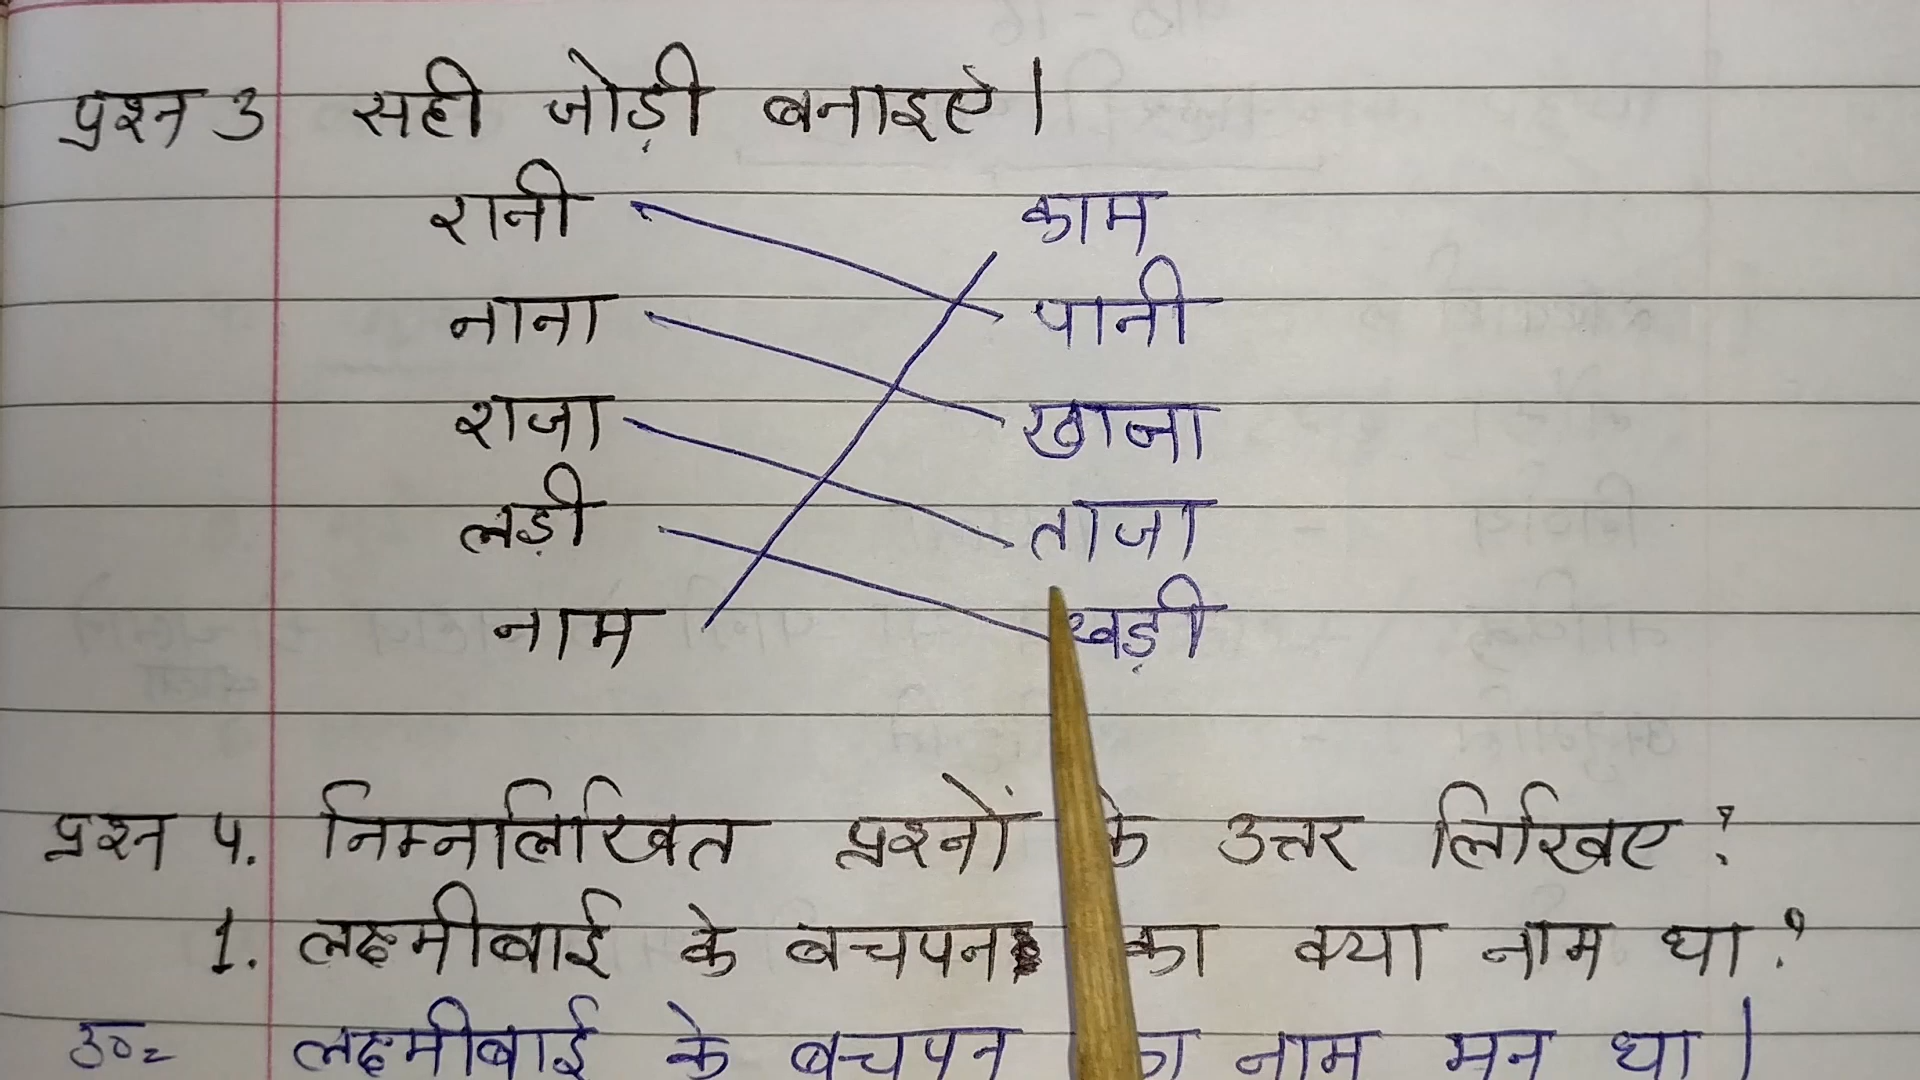 प्रश्न 3 सही जोड़ी बनाइऐ।
रानी काम
नाना पानी
राजा खाना
लड़ी ताजा
नाम खड़ी
प्रश्न 4. निम्नलिखित प्रश्नों के उत्तर लिखिए?
1. लक्ष्मीबाई के बचपन का क्या नाम था?
उ०= लक्ष्मीबाई के बचपन का नाम मन था।